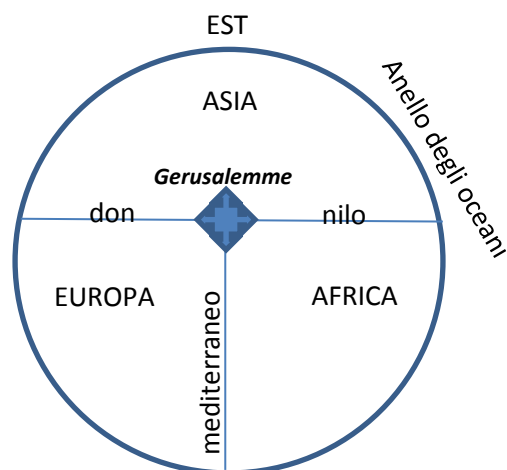 EST
Anello degli oceani
ASIA
Gerusalemme
don
nilo
EUROPA
AFRICA
mediterraneo